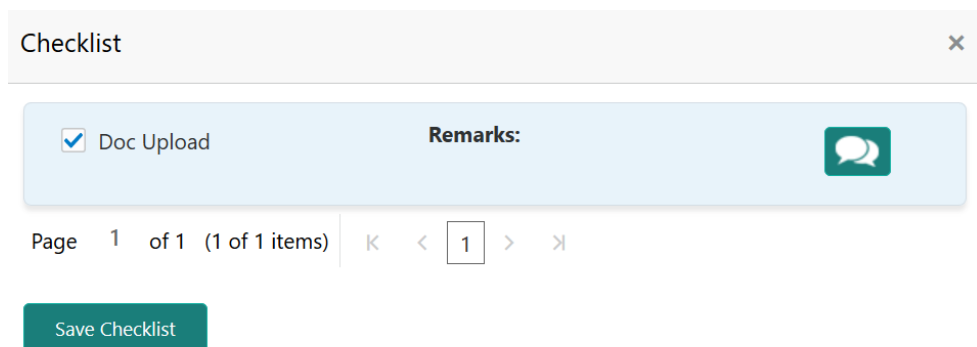 Checklist ×
Doc Upload Remarks:
Page 1 of 1 (1 of 1 items) K < 1 > >|
Save Checklist